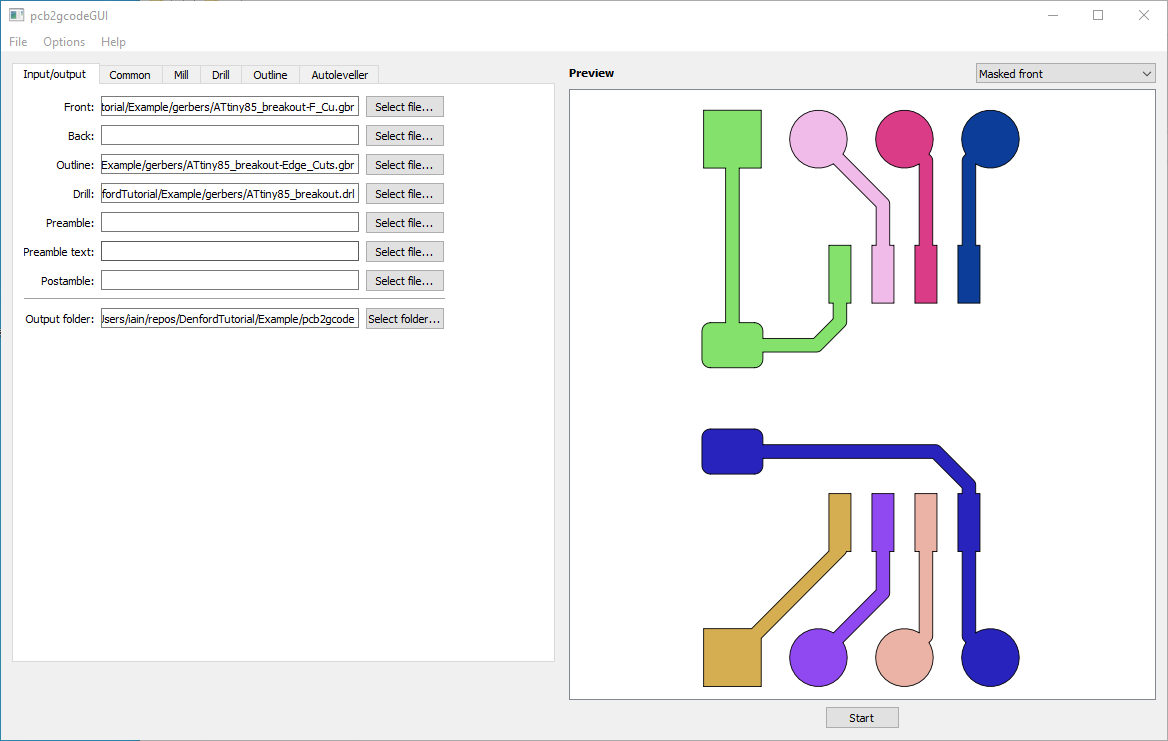 pcb2gcodeGUI
File Options Help
Input/output Common Mill Drill Outline Autoleveller
Preview
Masked front
Front: torial/Example/gerbers/ATtiny85_breakout-F_Cu.gbr Select file...
Back: Select file...
Outline: Example/gerbers/ATtiny85_breakout-Edge_Cuts.gbr Select file...
Drill: fordTutorial/Example/gerbers/ATtiny85_breakout.drl Select file...
Preamble: Select file...
Preamble text: Select file...
Postamble: Select file...
Output folder: Users/iain/repos/DenfordTutorial/Example/pcb2gcode Select folder...
Start